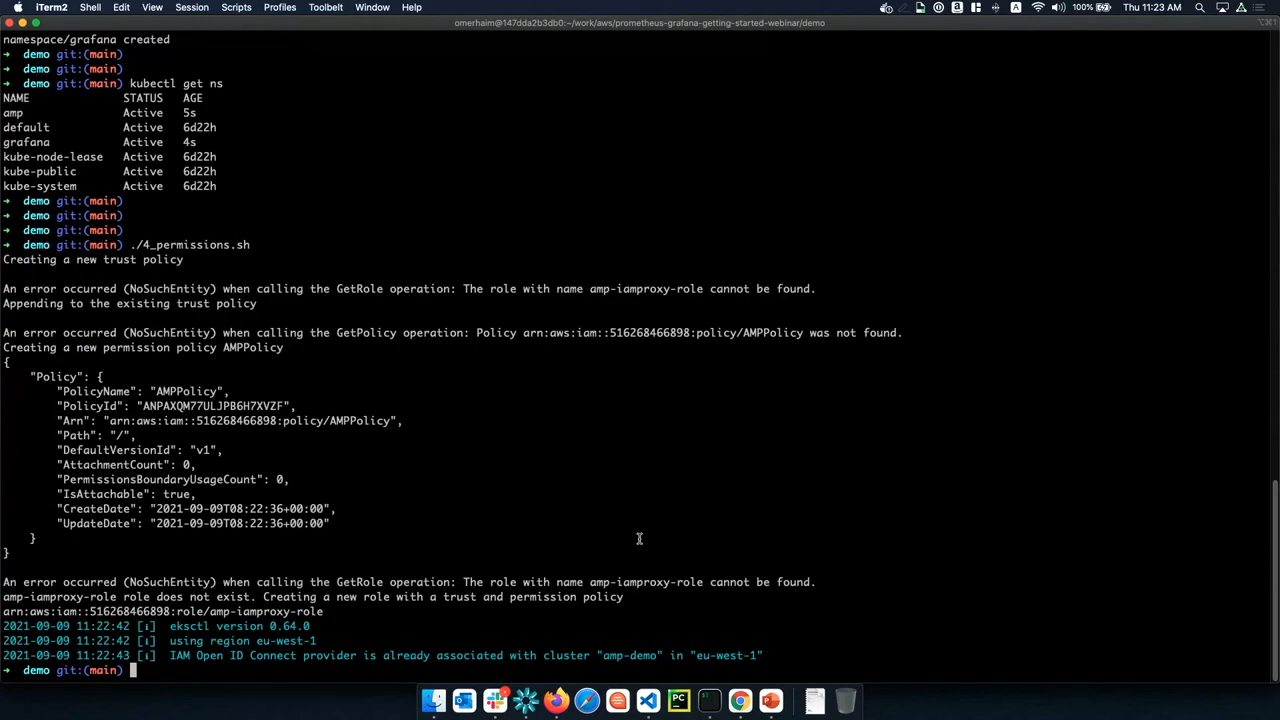 iTerm2 Shell Edit View Session Scripts Profiles Toolbelt Window Help A 100% Thu 11:23 AM
omerhaim@147dda2b3db0:~/work/aws/prometheus-grafana-getting-started-webinar/demo
namespace/grafana created
➜ demo git:(main)
➜ demo git:(main)
➜ demo git:(main) kubectl get ns
NAME STATUS AGE
amp Active 5s
default Active 6d22h
grafana Active 4s
kube-node-lease Active 6d22h
kube-public Active 6d22h
kube-system Active 6d22h
➜ demo git:(main)
➜ demo git:(main)
➜ demo git:(main)
➜ demo git:(main) ./4_permissions.sh
Creating a new trust policy
An error occurred (NoSuchEntity) when calling the GetRole operation: The role with name amp-iamproxy-role cannot be found.
Appending to the existing trust policy
An error occurred (NoSuchEntity) when calling the GetPolicy operation: Policy arn:aws:iam::516268466898:policy/AMPPolicy was not found.
Creating a new permission policy AMPPolicy
{
"Policy": {
"PolicyName": "AMPPolicy",
"PolicyId": "ANPAXQM77ULJPB6H7XVZF",
"Arn": "arn:aws:iam::516268466898:policy/AMPPolicy",
"Path": "/",
"DefaultVersionId": "v1",
"AttachmentCount": 0,
"PermissionsBoundaryUsageCount": 0,
"IsAttachable": true,
"CreateDate": "2021-09-09T08:22:36+00:00",
"UpdateDate": "2021-09-09T08:22:36+00:00"
}
}
An error occurred (NoSuchEntity) when calling the GetRole operation: The role with name amp-iamproxy-role cannot be found.
amp-iamproxy-role role does not exist. Creating a new role with a trust and permission policy
arn:aws:iam::516268466898:role/amp-iamproxy-role
2021-09-09 11:22:42 [ℹ] eksctl version 0.64.0
2021-09-09 11:22:42 [ℹ] using region eu-west-1
2021-09-09 11:22:43 [ℹ] IAM Open ID Connect provider is already associated with cluster "amp-demo" in "eu-west-1"
➜ demo git:(main)
PC